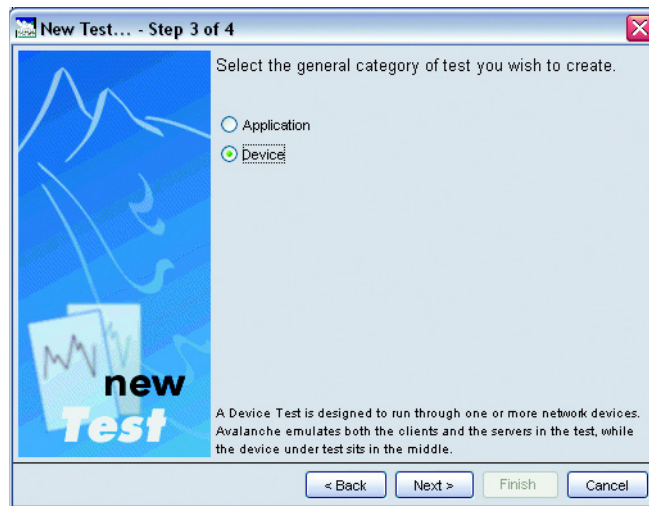 New Test... - Step 3 of 4
Select the general category of test you wish to create.
Application
Device
new
Test
A Device Test is designed to run through one or more network devices.
Avalanche emulates both the clients and the servers in the test, while
the device under test sits in the middle.
< Back
Next >
Finish
Cancel